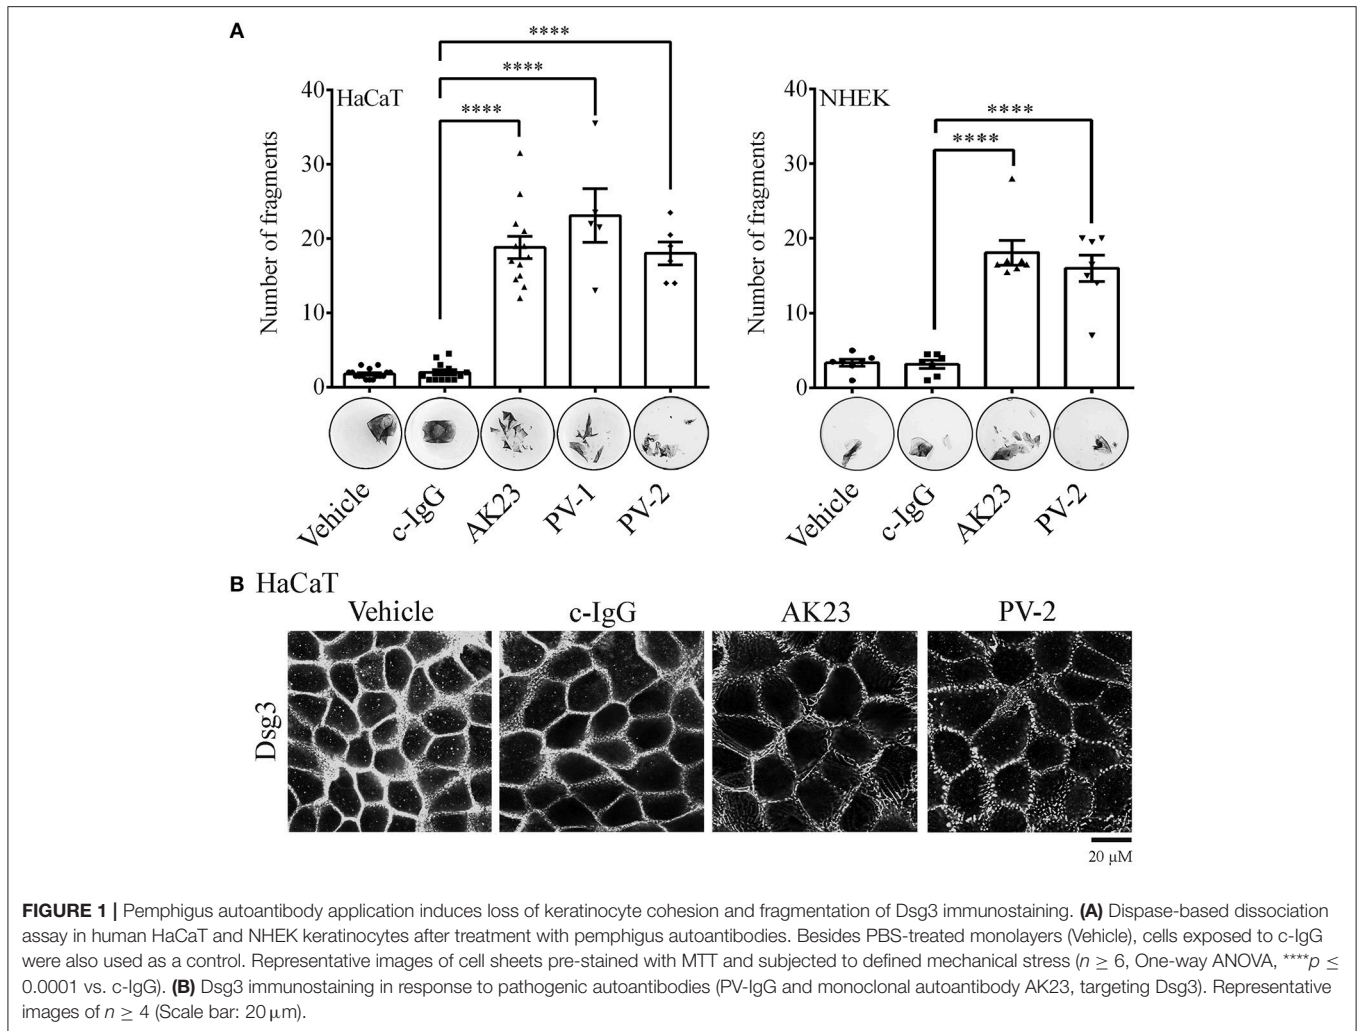 A
****
****
****
****
****
HaCaT
NHEK
Number of fragments
Number of fragments
40
30
20
10
0
40
30
20
10
0
Vehicle
c-IgG
AK23
PV-1
PV-2
Vehicle
c-IgG
AK23
PV-2
B HaCaT
Vehicle c-IgG AK23 PV-2
Dsg3
20 µM
FIGURE 1 | Pemphigus autoantibody application induces loss of keratinocyte cohesion and fragmentation of Dsg3 immunostaining. (A) Dispase-based dissociation
assay in human HaCaT and NHEK keratinocytes after treatment with pemphigus autoantibodies. Besides PBS-treated monolayers (Vehicle), cells exposed to c-IgG
were also used as a control. Representative images of cell sheets pre-stained with MTT and subjected to defined mechanical stress (n ≥ 6, One-way ANOVA, ****p ≤
0.0001 vs. c-IgG). (B) Dsg3 immunostaining in response to pathogenic autoantibodies (PV-IgG and monoclonal autoantibody AK23, targeting Dsg3). Representative
images of n ≥ 4 (Scale bar: 20 µm).